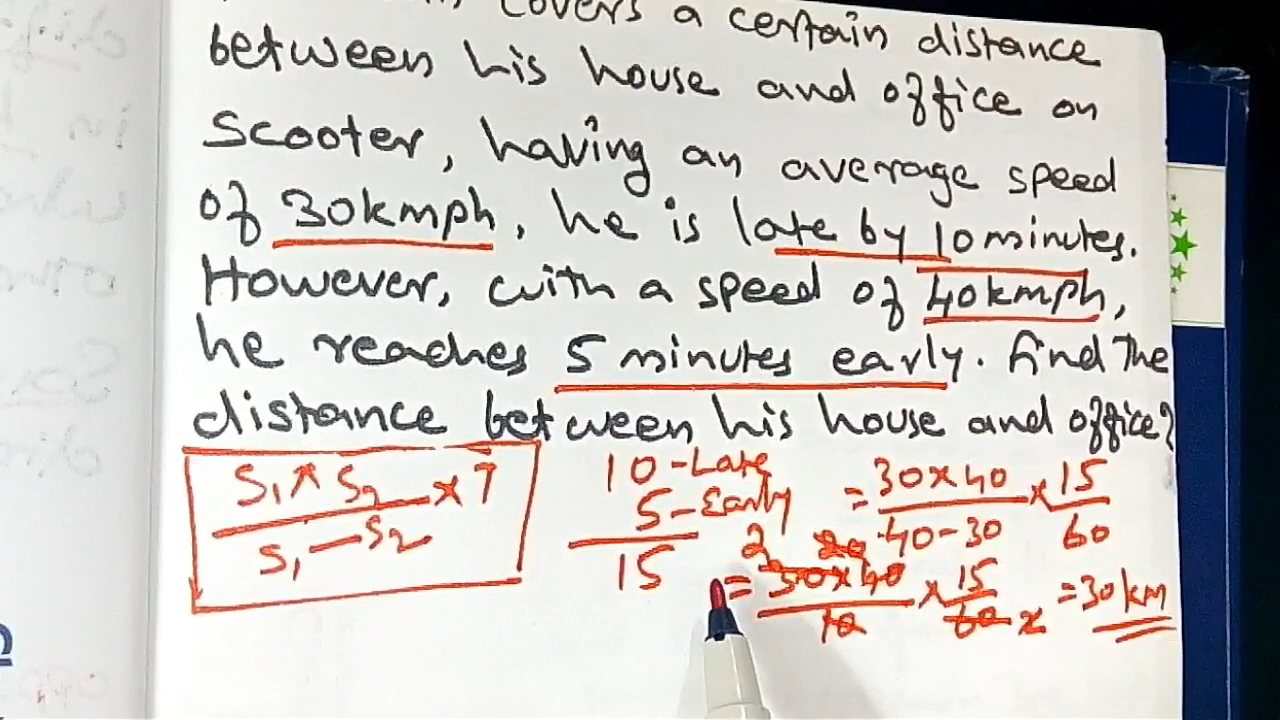 covers a certain distance
between his house and office on
Scooter, having an average speed
of 30kmph, he is late by 10 minutes.
However, with a speed of 40kmph,
he reaches 5 minutes early. find The
distance between his house and office?
S₁ × S₂ / S₁ − S₂ × T
10 - Late
5 - Early
15
= 30×40 / 40-30 × 15 / 60
2 20
= 30×40 / 10 × 15 / 60 = 30km